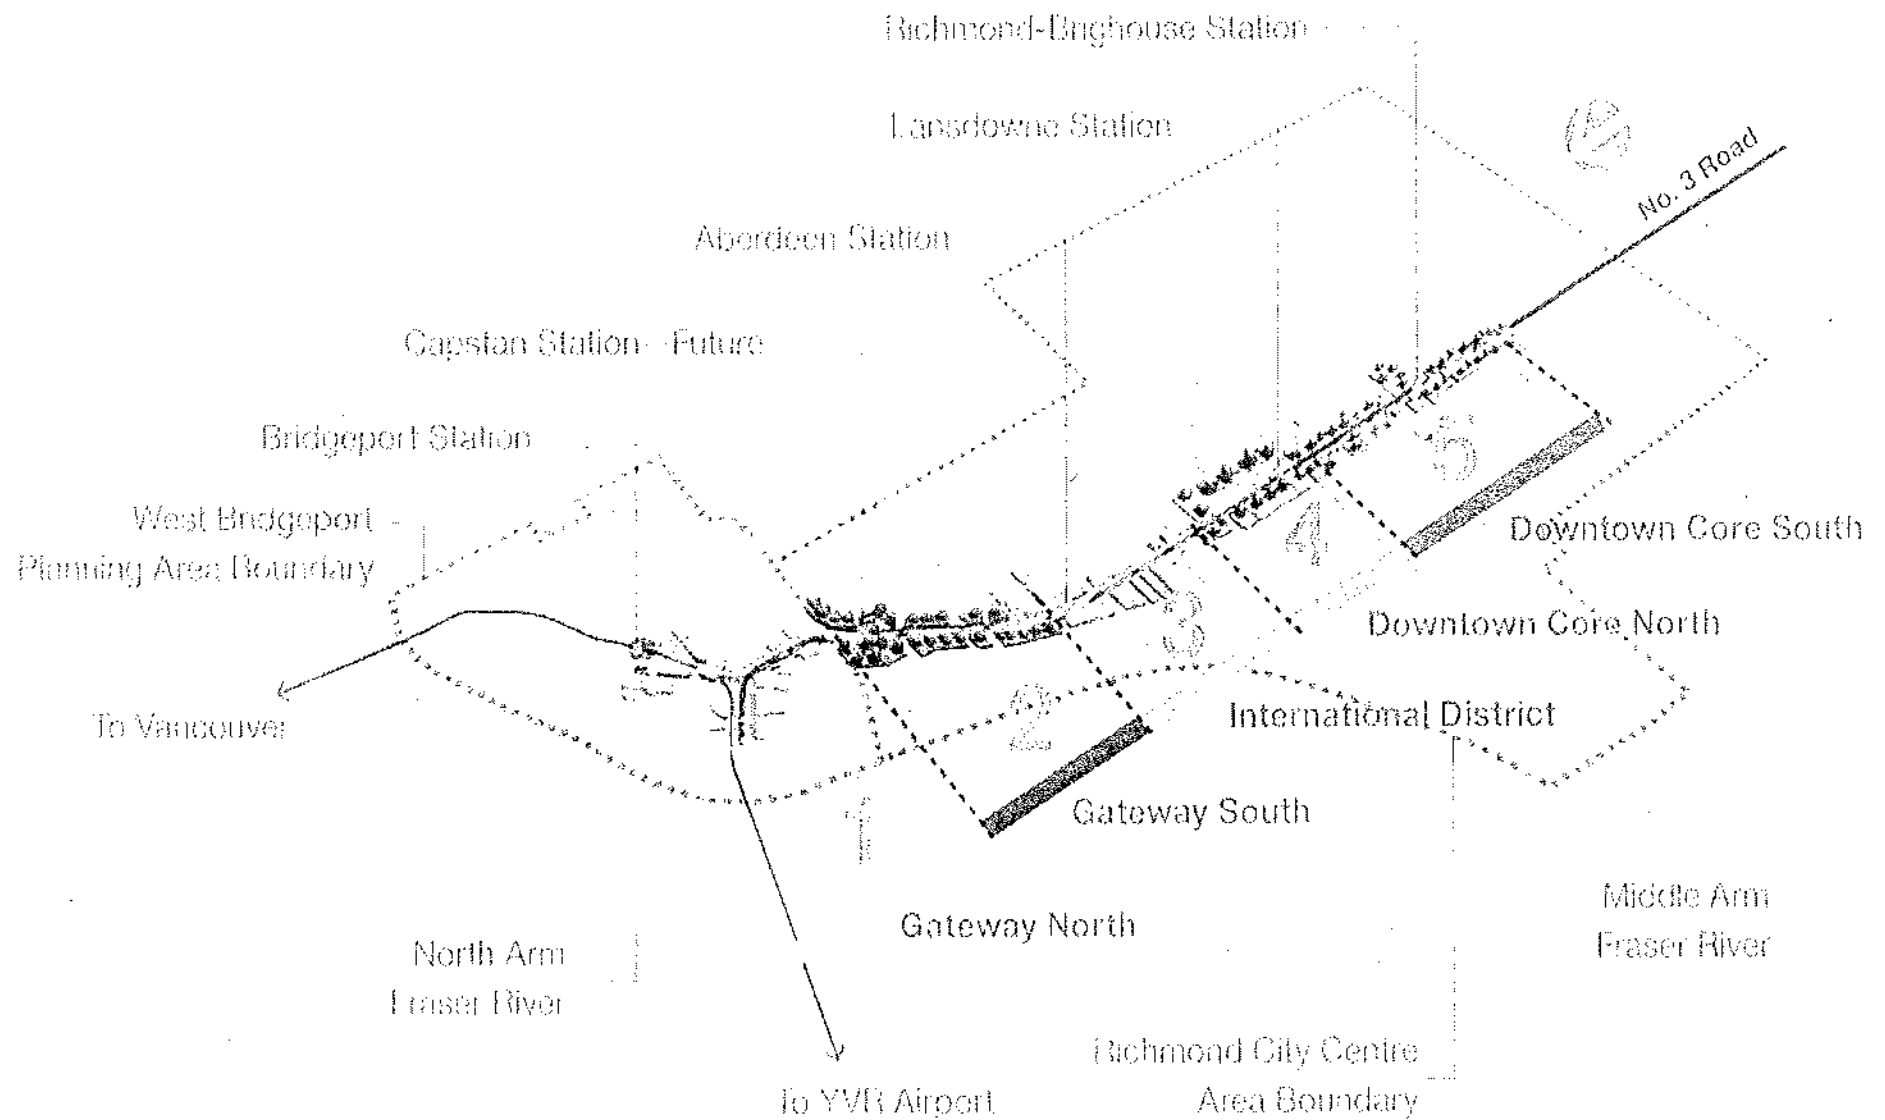 Richmond-Brighouse Station
Lansdowne Station
No. 3 Road
Aberdeen Station
Capstan Station - Future
Bridgeport Station
West Bridgeport
Planning Area Boundary
5
4
Downtown Core South
3
Downtown Core North
2
International District
To Vancouver
1
Gateway South
Gateway North
Middle Arm
Fraser River
North Arm
Fraser River
Richmond City Centre
Area Boundary
To YVR Airport